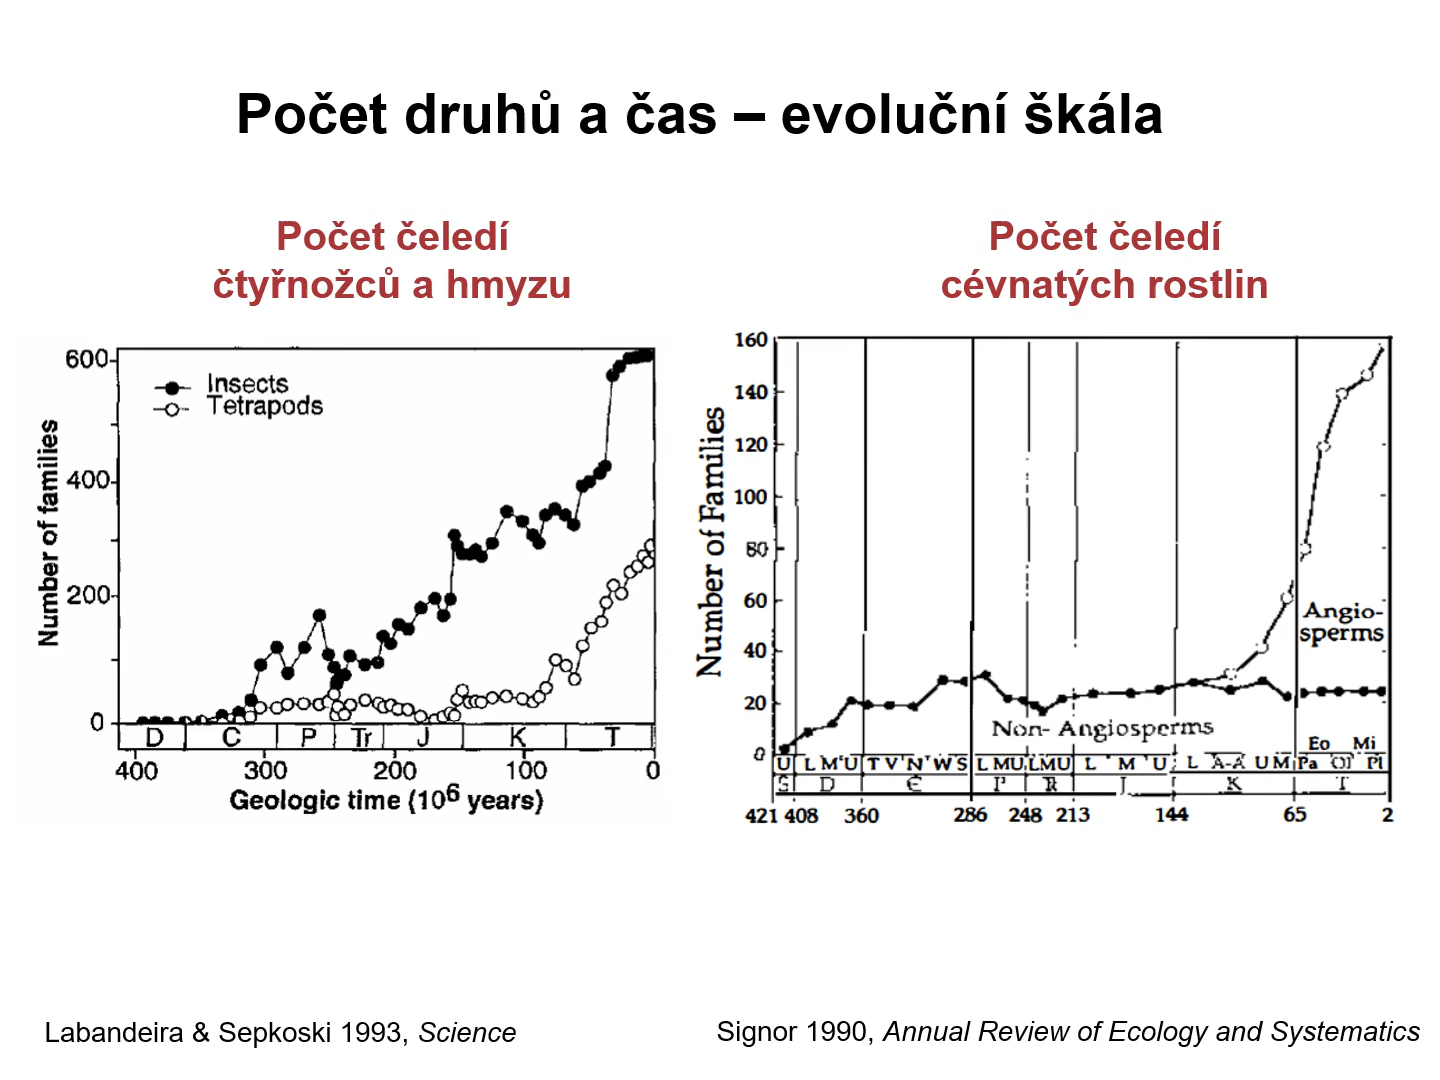 Počet druhů a čas – evoluční škála
Počet čeledí
čtyřnožců a hmyzu
Number of families
600
400
200
0
Insects
Tetrapods
D C P Tr J K T
400 300 200 100 0
Geologic time (10⁶ years)
Počet čeledí
cévnatých rostlin
Number of Families
160
140
120
100
80
60
40
20
0
Angio-
sperms
Non-Angiosperms
Eo Mi
U L M U T V N W S L M U L M U L M U L A-A U M Pa Ol Pl
S D C P J K T
421 408 360 286 248 213 144 65 2
Labandeira & Sepkoski 1993, Science
Signor 1990, Annual Review of Ecology and Systematics